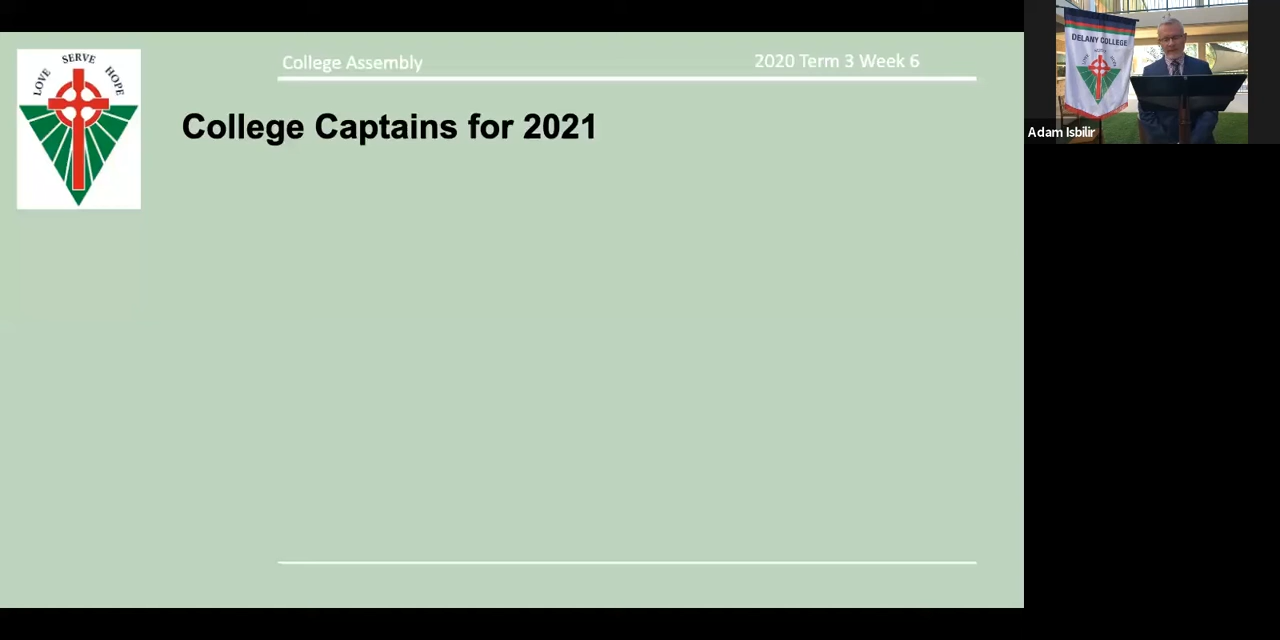 LOVE SERVE HOPE
College Assembly
2020 Term 3 Week 6
College Captains for 2021
DELANY COLLEGE
Adam Isbilir